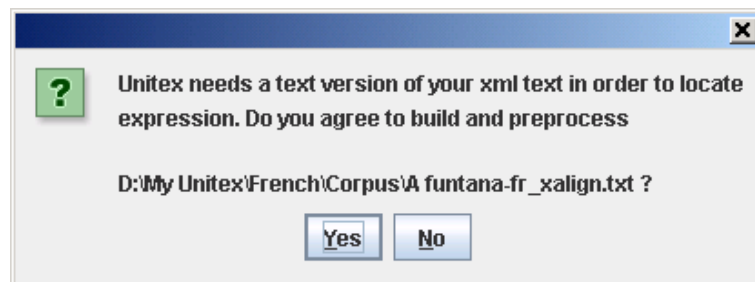 Unitex needs a text version of your xml text in order to locate
expression. Do you agree to build and preprocess
D:\My Unitex\French\Corpus\A funtana-fr_xalign.txt ?
Yes No